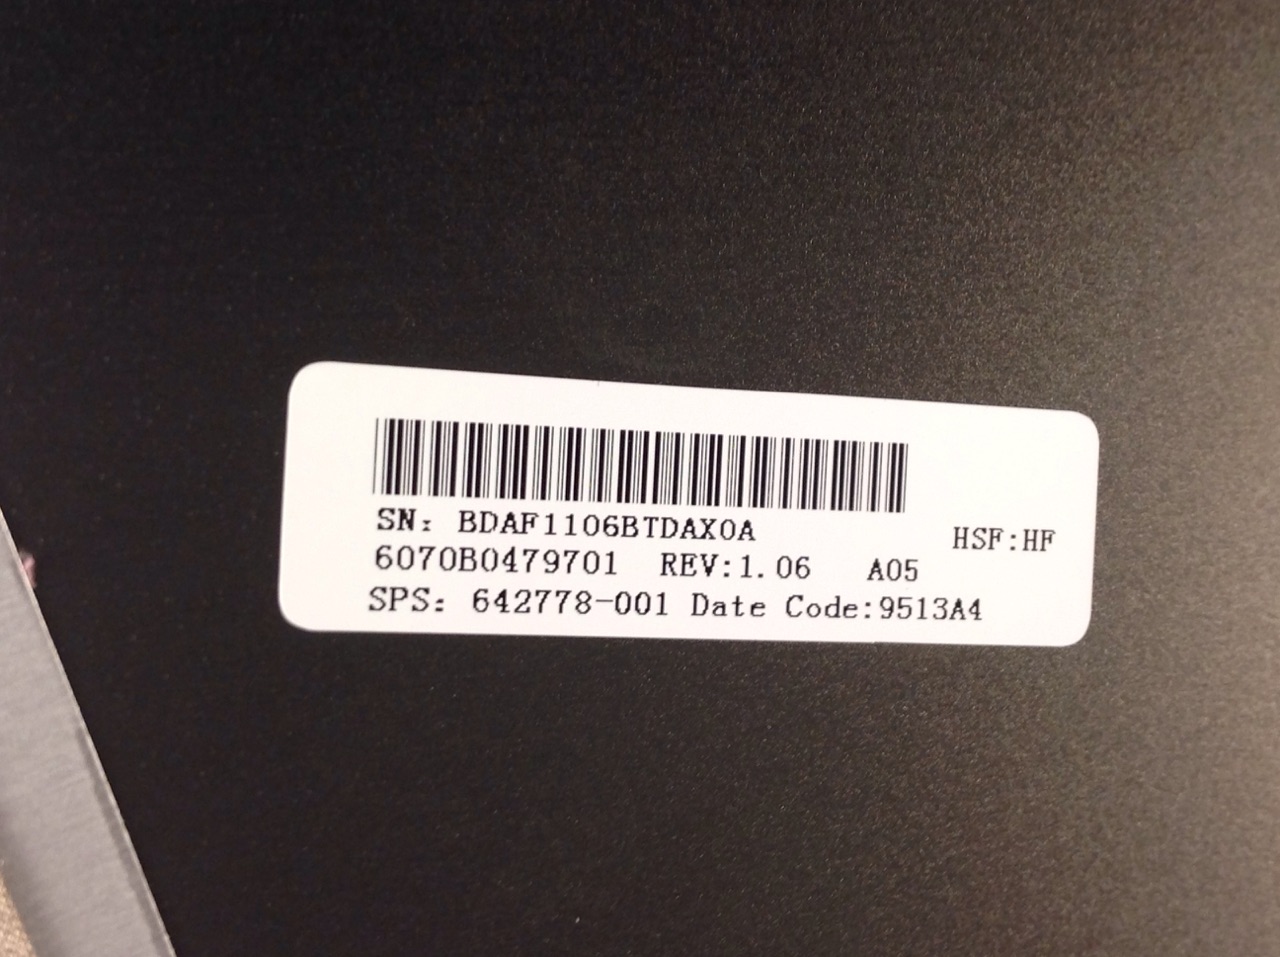 SN: BDAF1106BTDAX0A
HSF:HF
6070B0479701 REV:1.06 A05
SPS: 642778-001 Date Code:9513A4